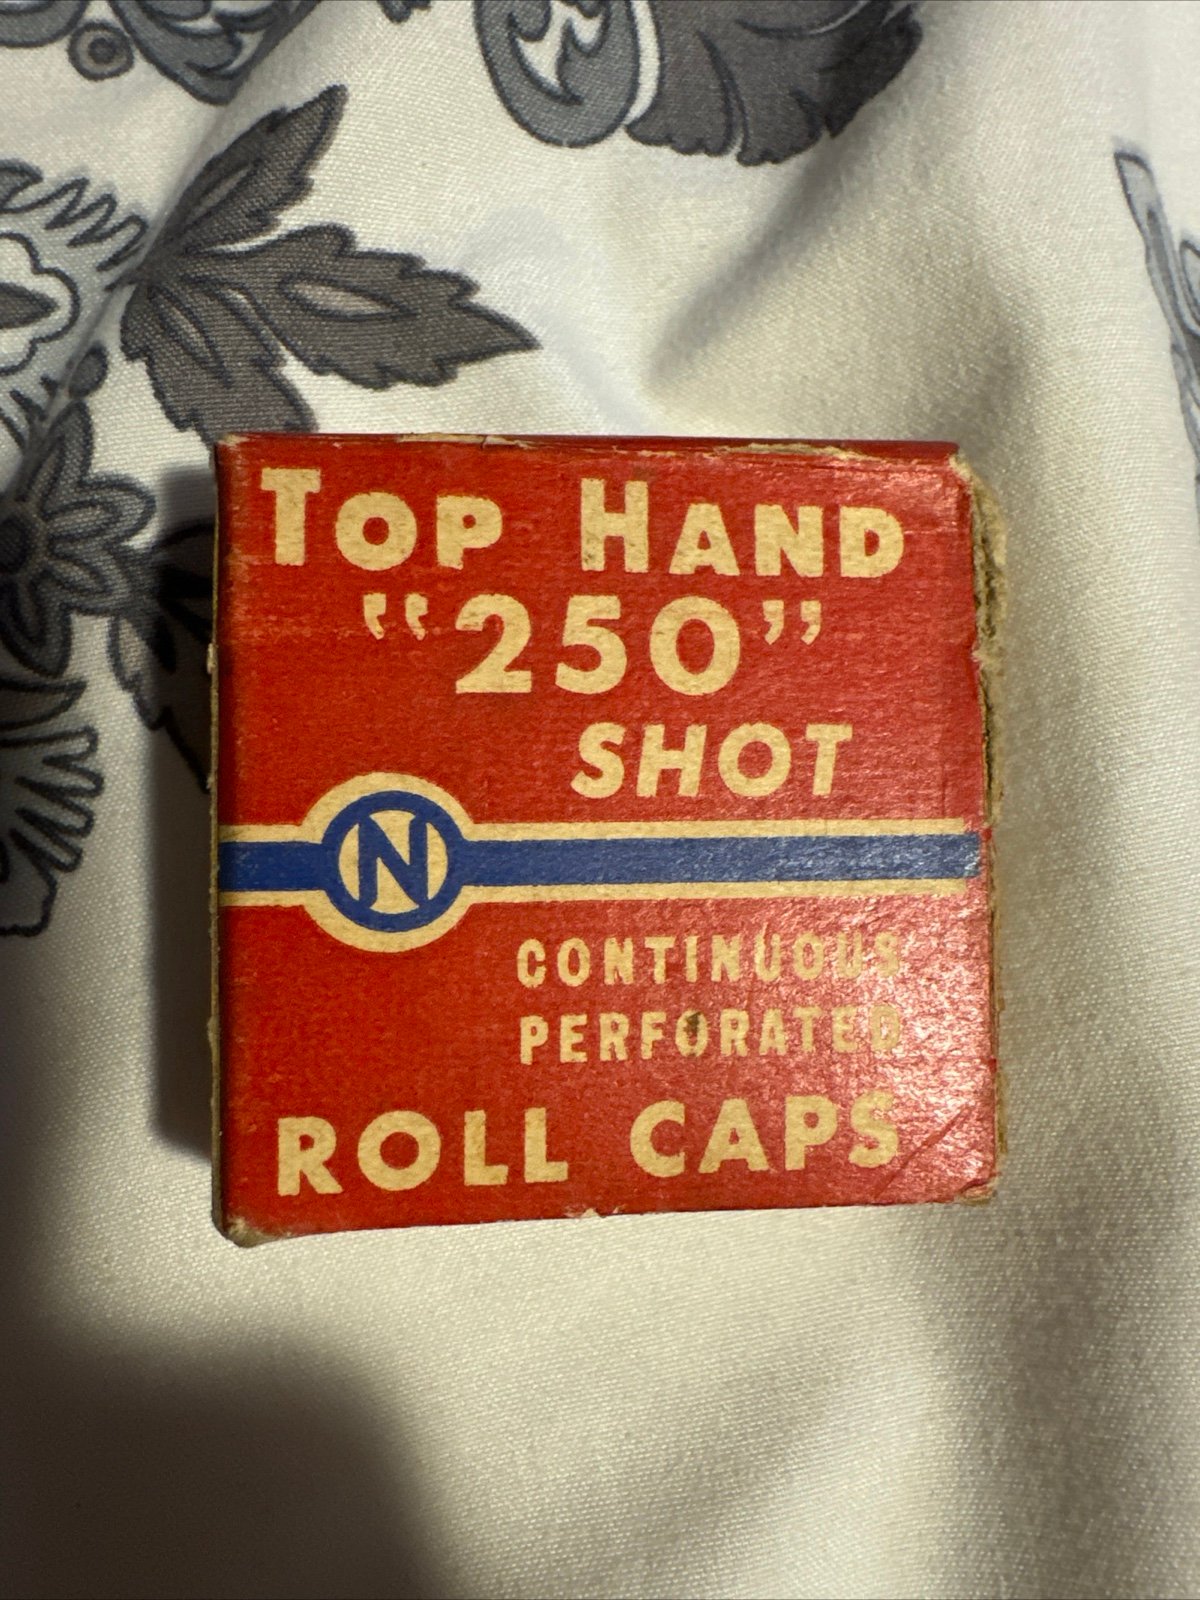 TOP HAND
"250"
SHOT
N
CONTINUOUS
PERFORATED
ROLL CAPS